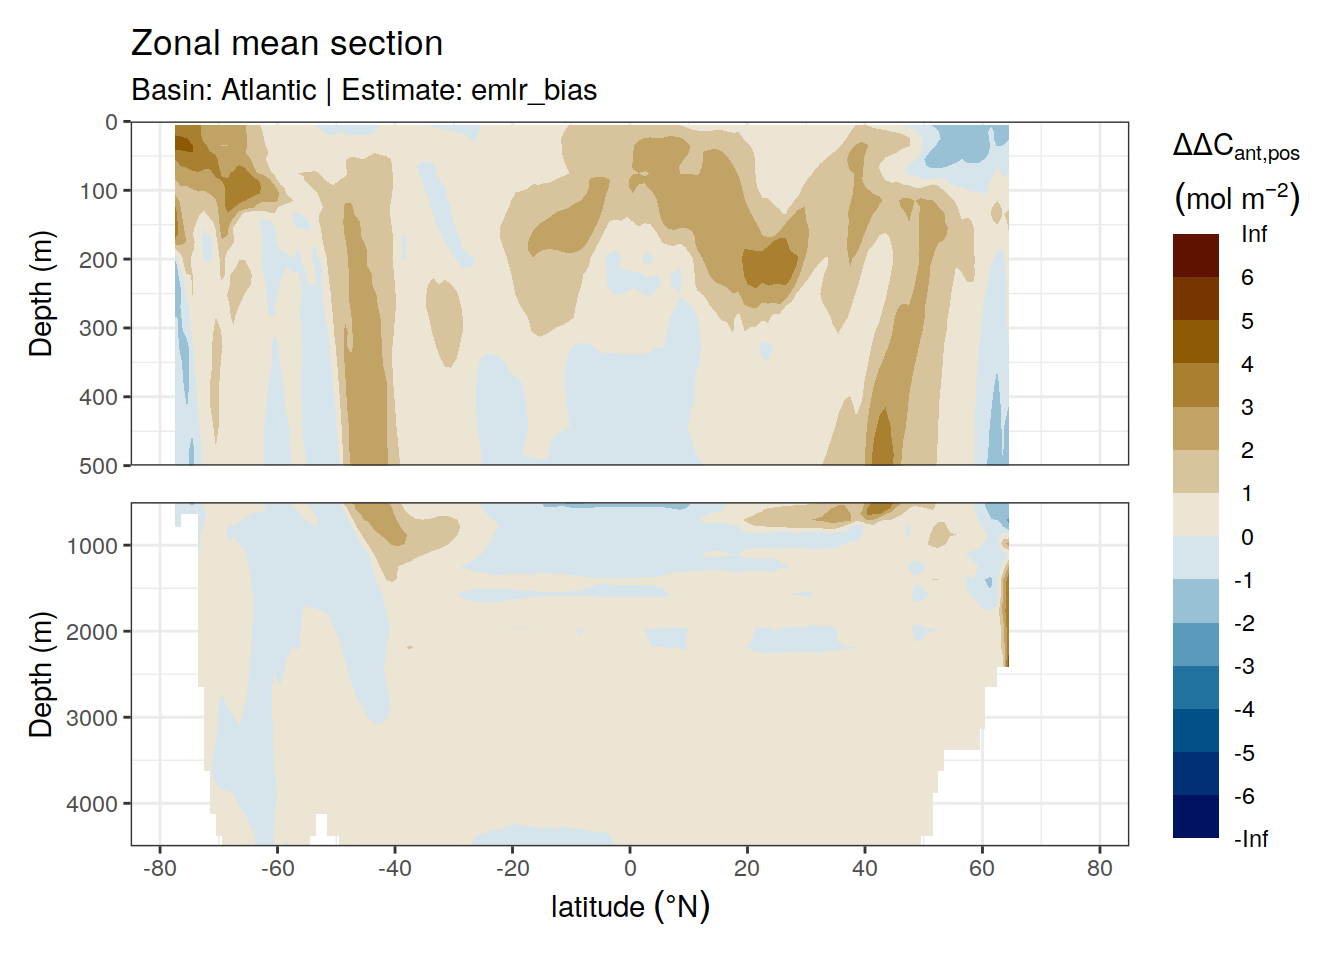 Zonal mean section
Basin: Atlantic | Estimate: emlr_bias
Depth (m)
0
100
200
300
400
500
Depth (m)
1000
2000
3000
4000
-80 -60 -40 -20 0 20 40 60 80
latitude (°N)
ΔΔC_ant,pos
(mol m⁻²)
Inf
6
5
4
3
2
1
0
-1
-2
-3
-4
-5
-6
-Inf